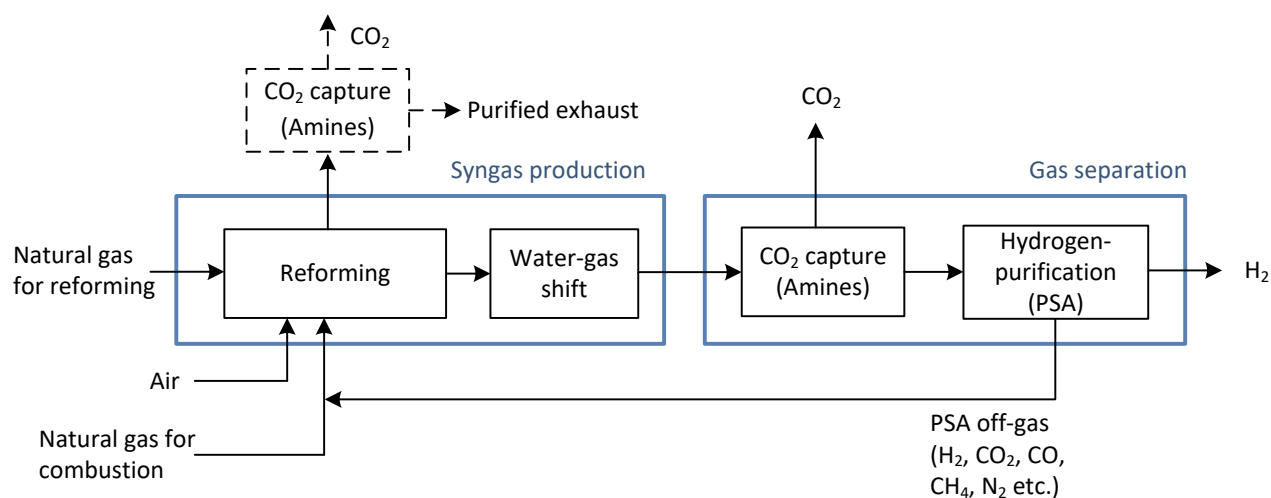 CO₂
CO₂ capture
(Amines)
Purified exhaust
CO₂
Syngas production
Gas separation
Natural gas
for reforming
Reforming
Water-gas
shift
CO₂ capture
(Amines)
Hydrogen-
purification
(PSA)
H₂
Air
Natural gas for
combustion
PSA off-gas
(H₂, CO₂, CO,
CH₄, N₂ etc.)